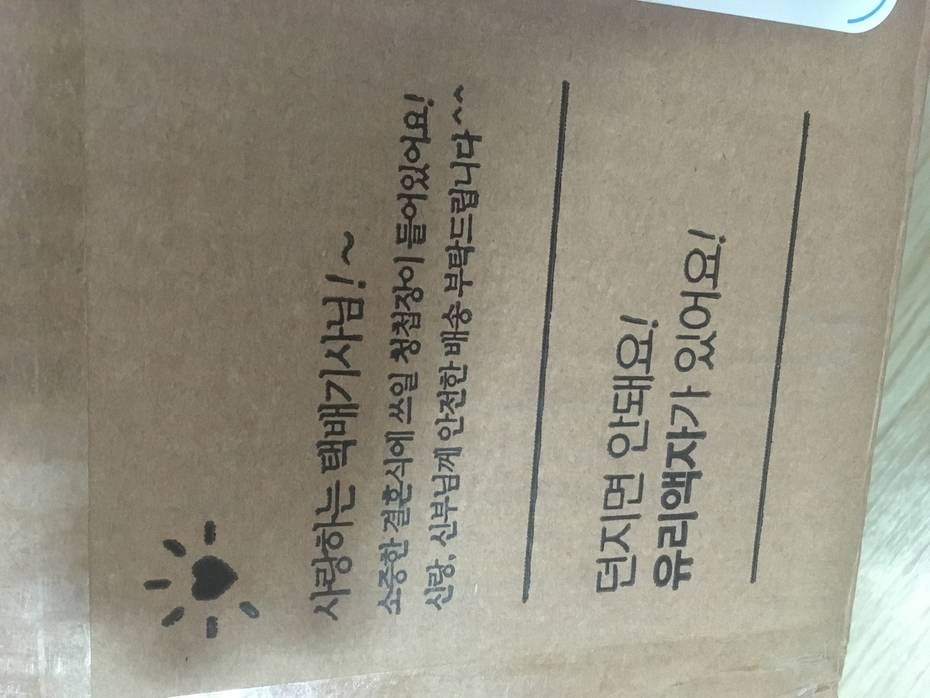 사랑하는 택배기사님!~
소중한 결혼식에 쓰일 청첩장이 들어있어요!
신랑, 신부님께 안전한 배송 부탁드립니다^^
던지면 안돼요!
유리액자가 있어요!